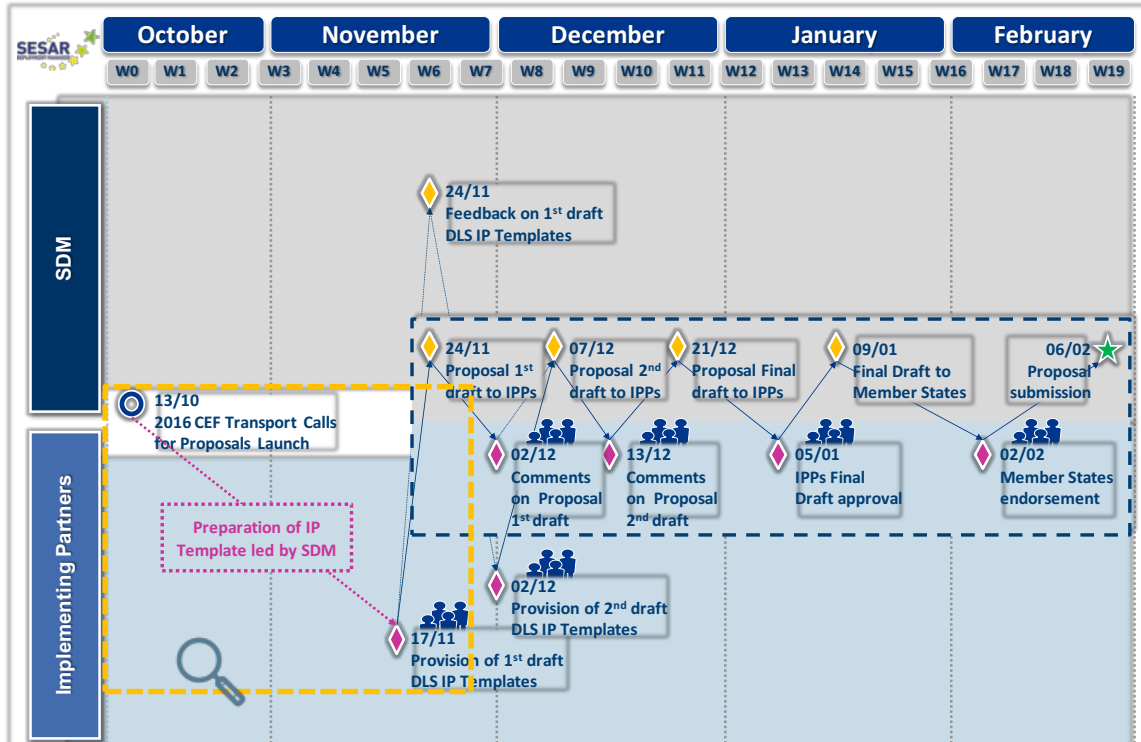 SESAR
DEPLOYMENT MANAGER
October
November
December
January
February
W0 W1 W2 W3 W4 W5 W6 W7 W8 W9 W10 W11 W12 W13 W14 W15 W16 W17 W18 W19
SDM
24/11
Feedback on 1st draft
DLS IP Templates
24/11
Proposal 1st
draft to IPPs
07/12
Proposal 2nd
draft to IPPs
21/12
Proposal Final
draft to IPPs
09/01
Final Draft to
Member States
06/02
Proposal
submission
13/10
2016 CEF Transport Calls
for Proposals Launch
Implementing Partners
02/12
Comments
on Proposal
1st draft
13/12
Comments
on Proposal
2nd draft
05/01
IPPs Final
Draft approval
02/02
Member States
endorsement
Preparation of IP
Template led by SDM
02/12
Provision of 2nd draft
DLS IP Templates
17/11
Provision of 1st draft
DLS IP Templates